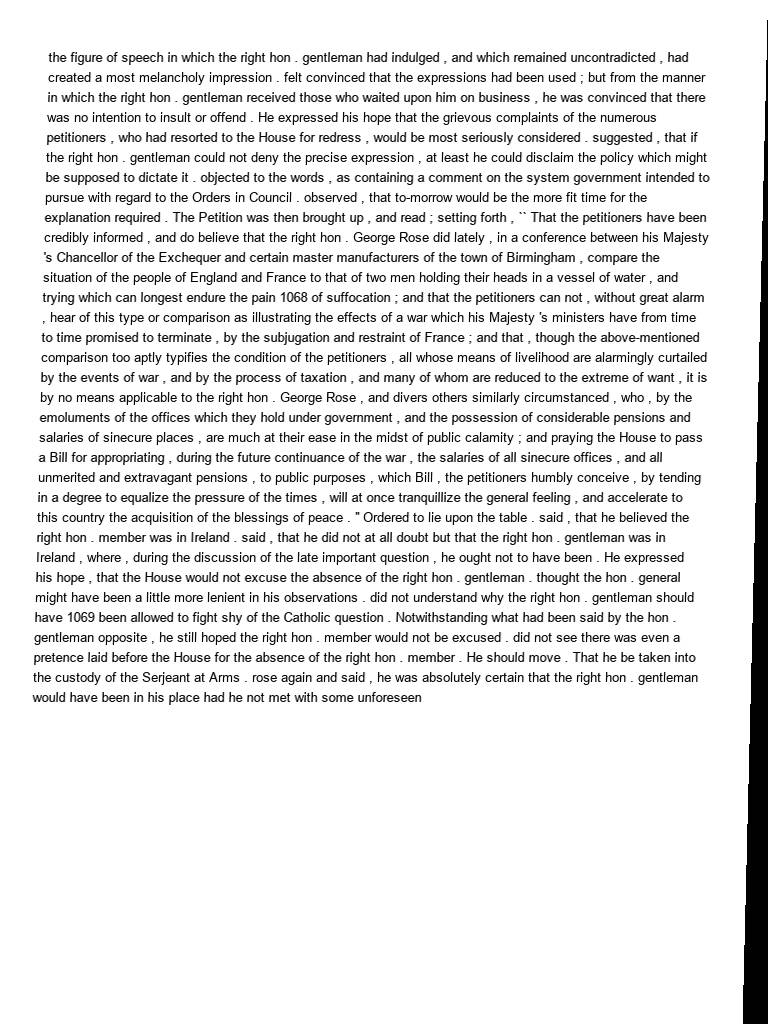 the figure of speech in which the right hon . gentleman had indulged , and which remained uncontradicted , had
created a most melancholy impression . felt convinced that the expressions had been used ; but from the manner
in which the right hon . gentleman received those who waited upon him on business , he was convinced that there
was no intention to insult or offend . He expressed his hope that the grievous complaints of the numerous
petitioners , who had resorted to the House for redress , would be most seriously considered . suggested , that if
the right hon . gentleman could not deny the precise expression , at least he could disclaim the policy which might
be supposed to dictate it . objected to the words , as containing a comment on the system government intended to
pursue with regard to the Orders in Council . observed , that to-morrow would be the more fit time for the
explanation required . The Petition was then brought up , and read ; setting forth , `` That the petitioners have been
credibly informed , and do believe that the right hon . George Rose did lately , in a conference between his Majesty
's Chancellor of the Exchequer and certain master manufacturers of the town of Birmingham , compare the
situation of the people of England and France to that of two men holding their heads in a vessel of water , and
trying which can longest endure the pain 1068 of suffocation ; and that the petitioners can not , without great alarm
, hear of this type or comparison as illustrating the effects of a war which his Majesty 's ministers have from time
to time promised to terminate , by the subjugation and restraint of France ; and that , though the above-mentioned
comparison too aptly typifies the condition of the petitioners , all whose means of livelihood are alarmingly curtailed
by the events of war , and by the process of taxation , and many of whom are reduced to the extreme of want , it is
by no means applicable to the right hon . George Rose , and divers others similarly circumstanced , who , by the
emoluments of the offices which they hold under government , and the possession of considerable pensions and
salaries of sinecure places , are much at their ease in the midst of public calamity ; and praying the House to pass
a Bill for appropriating , during the future continuance of the war , the salaries of all sinecure offices , and all
unmerited and extravagant pensions , to public purposes , which Bill , the petitioners humbly conceive , by tending
in a degree to equalize the pressure of the times , will at once tranquillize the general feeling , and accelerate to
this country the acquisition of the blessings of peace . " Ordered to lie upon the table . said , that he believed the
right hon . member was in Ireland . said , that he did not at all doubt but that the right hon . gentleman was in
Ireland , where , during the discussion of the late important question , he ought not to have been . He expressed
his hope , that the House would not excuse the absence of the right hon . gentleman . thought the hon . general
might have been a little more lenient in his observations . did not understand why the right hon . gentleman should
have 1069 been allowed to fight shy of the Catholic question . Notwithstanding what had been said by the hon .
gentleman opposite , he still hoped the right hon . member would not be excused . did not see there was even a
pretence laid before the House for the absence of the right hon . member . He should move . That he be taken into
the custody of the Serjeant at Arms . rose again and said , he was absolutely certain that the right hon . gentleman
would have been in his place had he not met with some unforeseen